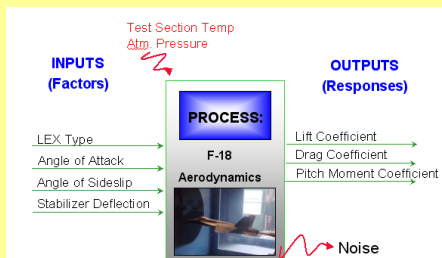 Test Section Temp
Atm. Pressure
INPUTS
(Factors)
OUTPUTS
(Responses)
PROCESS:
LEX Type
Angle of Attack
Angle of Sideslip
Stabilizer Deflection
F-18
Aerodynamics
Lift Coefficient
Drag Coefficient
Pitch Moment Coefficient
Noise